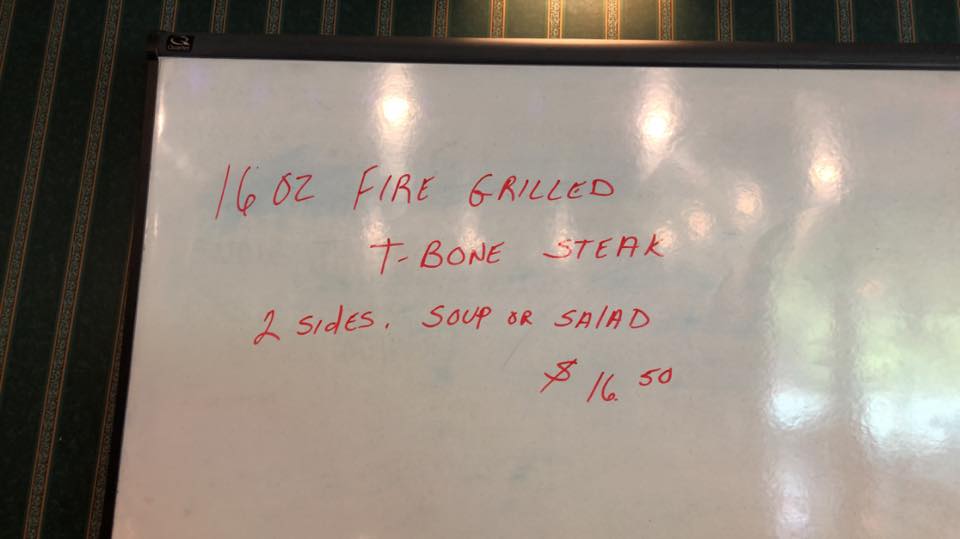 16 OZ FIRE GRILLED
T-BONE STEAK
2 SIdES. SOUP OR SAlAD
$ 16.50